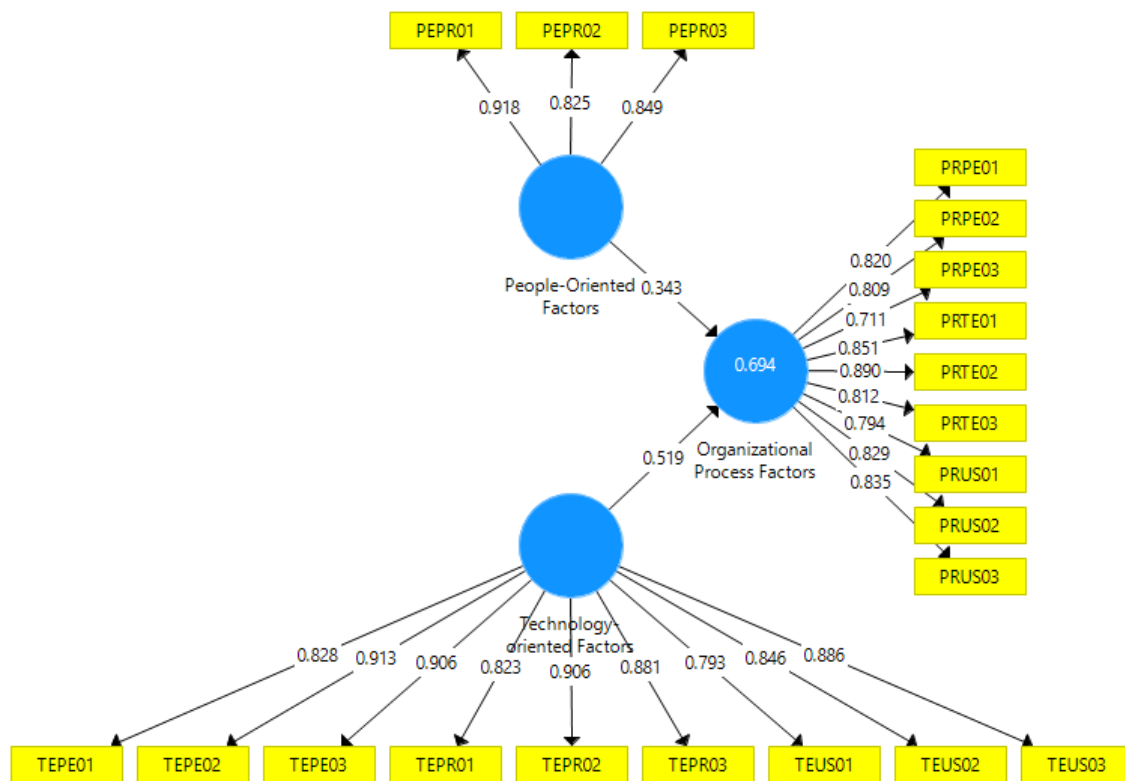 PEPR01 PEPR02 PEPR03
0.918 0.825 0.849
PRPE01
PRPE02
PRPE03
PRTE01
PRTE02
PRTE03
PRUS01
PRUS02
PRUS03
0.820
0.809
0.711
0.851
0.890
0.812
0.794
0.829
0.835
People-Oriented
Factors
0.343
0.694
Organizational
Process Factors
0.519
Technology-
oriented Factors
0.828 0.913 0.906 0.823 0.906 0.881 0.793 0.846 0.886
TEPE01 TEPE02 TEPE03 TEPR01 TEPR02 TEPR03 TEUS01 TEUS02 TEUS03